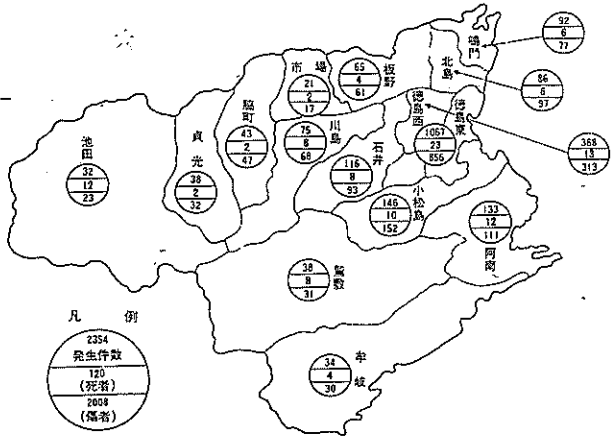 鳴門
92
6
77
北島
86
6
97
板野
65
4
61
市場
21
2
17
徳島西
徳島東
1067
23
856
368
13
313
脇町
43
2
47
川島
75
8
68
石井
116
8
93
貞光
38
2
32
池田
32
12
23
小松島
146
10
152
133
12
111
阿南
鷲敷
38
8
31
牟岐
34
4
30
凡例
2354
発生件数
120
(死者)
2008
(傷者)